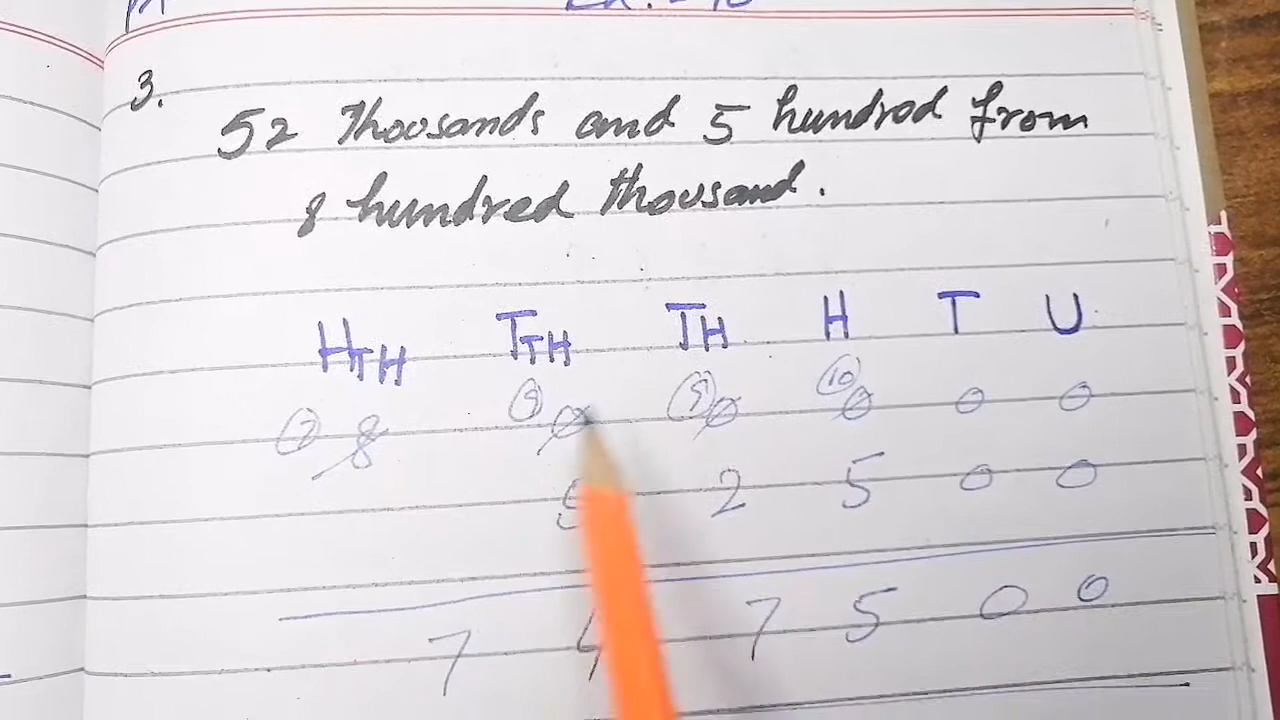 3.
52 Thousands and 5 hundred from
8 hundred thousand.
HTH TTH TH H T U
7 8 9 0 9 0 10 0 0 0
5 2 5 0 0
7 4 7 5 0 0